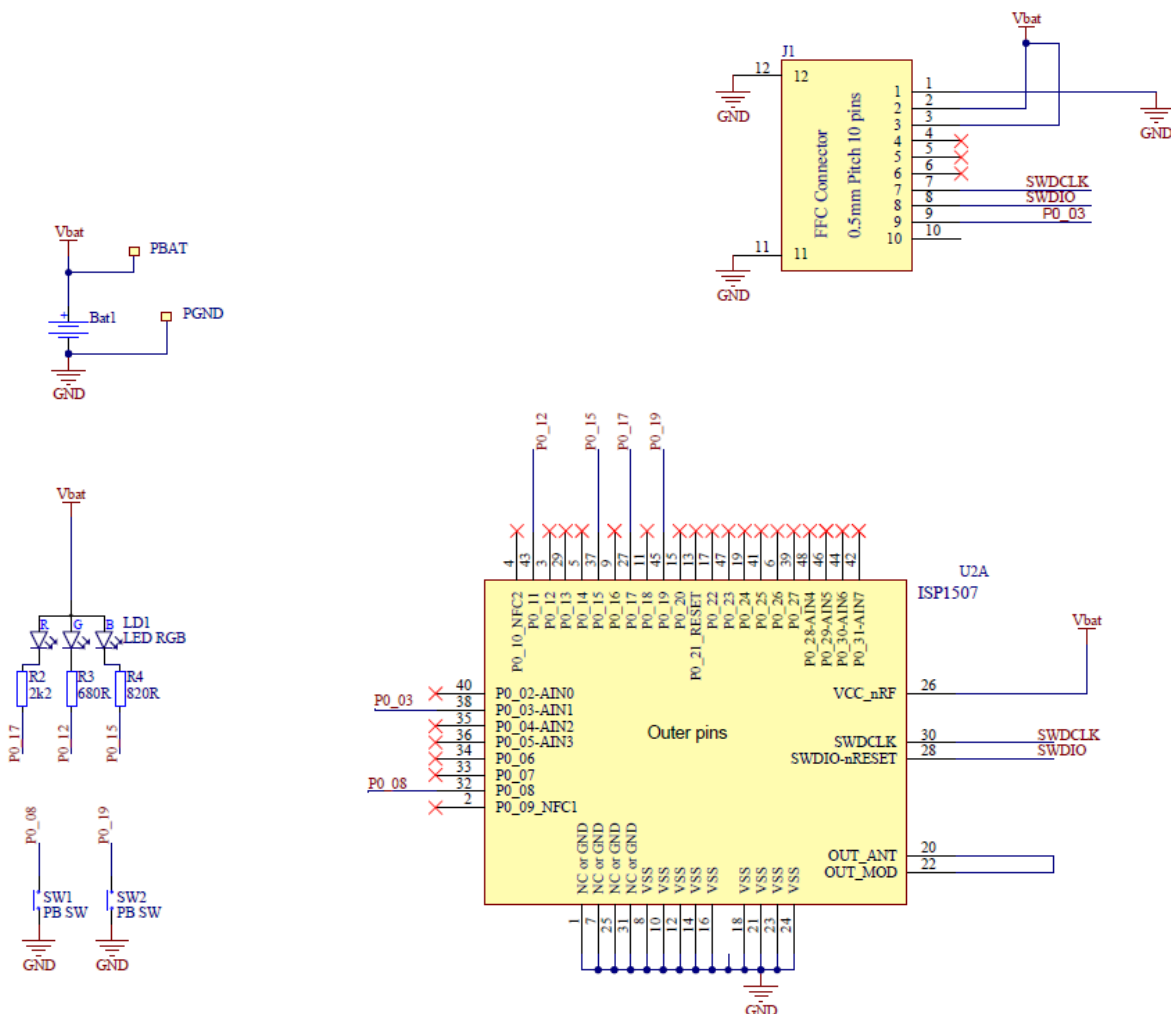 Vbat
J1
12
12
GND
FFC Connector
0.5mm Pitch 10 pins
1
1
2
2
3
3
4
4
5
5
6
6
7
7
SWDCLK
8
8
SWDIO
9
9
P0_03
10
10
GND
11
11
GND
Vbat
PBAT
+
Bat1
PGND
GND
P0_12
P0_15
P0_17
P0_19
4
43
3
29
5
37
9
27
11
45
15
13
17
47
19
41
6
39
48
46
44
42
P0_10_NFC2
P0_11
P0_12
P0_13
P0_14
P0_15
P0_16
P0_17
P0_18
P0_19
P0_20
P0_21_RESET
P0_22
P0_23
P0_24
P0_25
P0_26
P0_27
P0_28-AIN4
P0_29-AIN5
P0_30-AIN6
P0_31-AIN7
U2A
ISP1507
Vbat
R
G
B
LD1
LED RGB
R2
2k2
R3
680R
R4
820R
P0_17
P0_12
P0_15
Vbat
40
P0_02-AIN0
P0_03
38
P0_03-AIN1
35
P0_04-AIN2
36
P0_05-AIN3
34
P0_06
33
P0_07
P0_08
32
P0_08
2
P0_09_NFC1
Outer pins
VCC_nRF
26
SWDCLK
30
SWDCLK
SWDIO-nRESET
28
SWDIO
OUT_ANT
20
OUT_MOD
22
NC or GND
NC or GND
NC or GND
NC or GND
VSS
VSS
VSS
VSS
VSS
VSS
VSS
VSS
VSS
1
7
25
31
8
10
12
14
16
18
21
23
24
GND
P0_08
P0_19
SW1
PB SW
SW2
PB SW
GND
GND